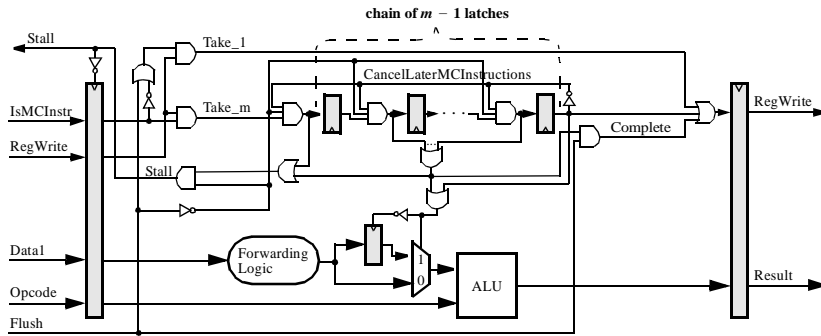 chain of m − 1 latches
Stall
Take_1
CancelLaterMCInstructions
IsMCInstr
Take_m
RegWrite
RegWrite
Complete
Stall
Data1
Forwarding
Logic
1
0
ALU
Result
Opcode
Flush